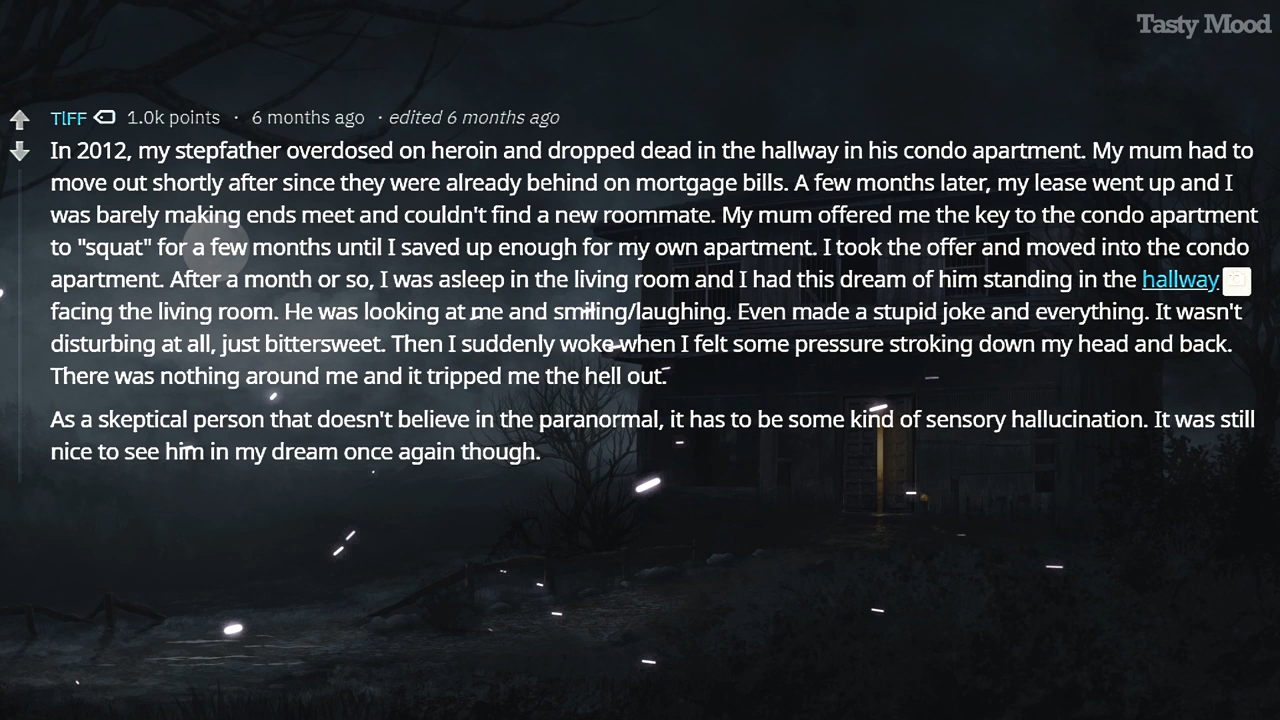 Tasty Mood
TlFF 1.0k points · 6 months ago · edited 6 months ago
In 2012, my stepfather overdosed on heroin and dropped dead in the hallway in his condo apartment. My mum had to
move out shortly after since they were already behind on mortgage bills. A few months later, my lease went up and I
was barely making ends meet and couldn't find a new roommate. My mum offered me the key to the condo apartment
to "squat" for a few months until I saved up enough for my own apartment. I took the offer and moved into the condo
apartment. After a month or so, I was asleep in the living room and I had this dream of him standing in the hallway
facing the living room. He was looking at me and smiling/laughing. Even made a stupid joke and everything. It wasn't
disturbing at all, just bittersweet. Then I suddenly woke when I felt some pressure stroking down my head and back.
There was nothing around me and it tripped me the hell out.
As a skeptical person that doesn't believe in the paranormal, it has to be some kind of sensory hallucination. It was still
nice to see him in my dream once again though.